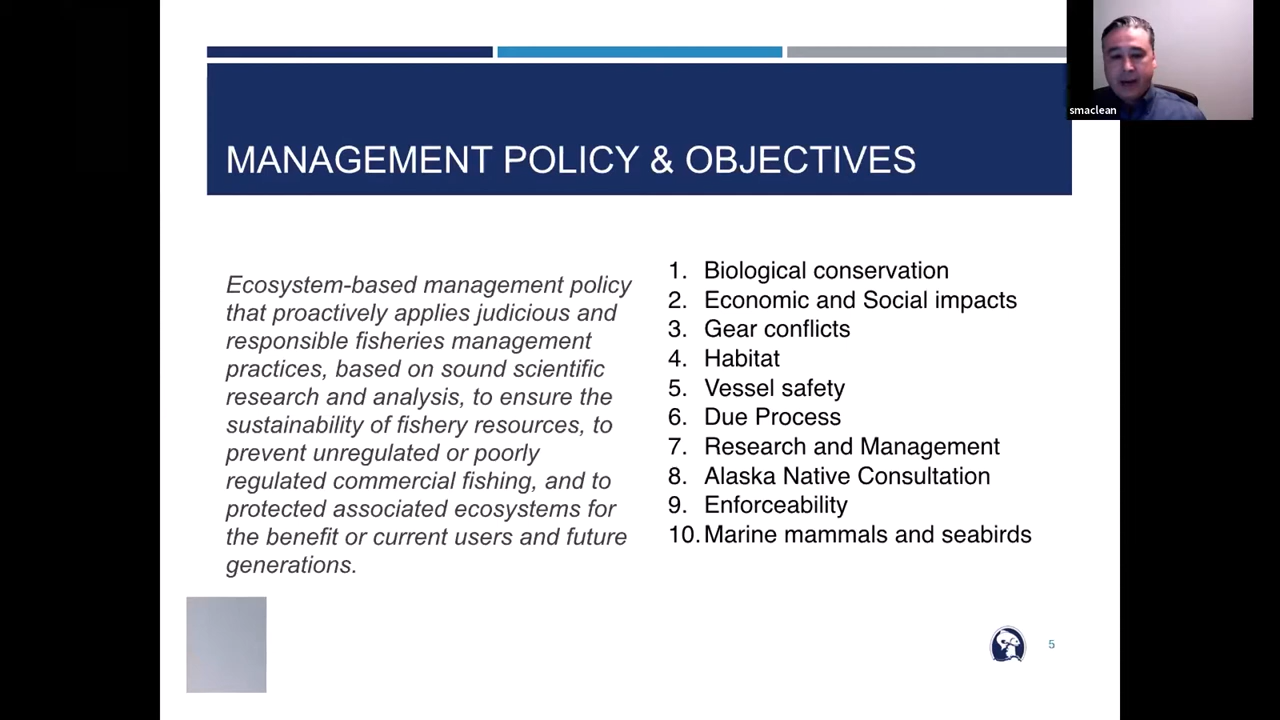 smaclean
MANAGEMENT POLICY & OBJECTIVES
Ecosystem-based management policy
that proactively applies judicious and
responsible fisheries management
practices, based on sound scientific
research and analysis, to ensure the
sustainability of fishery resources, to
prevent unregulated or poorly
regulated commercial fishing, and to
protected associated ecosystems for
the benefit or current users and future
generations.
1. Biological conservation
2. Economic and Social impacts
3. Gear conflicts
4. Habitat
5. Vessel safety
6. Due Process
7. Research and Management
8. Alaska Native Consultation
9. Enforceability
10. Marine mammals and seabirds
5